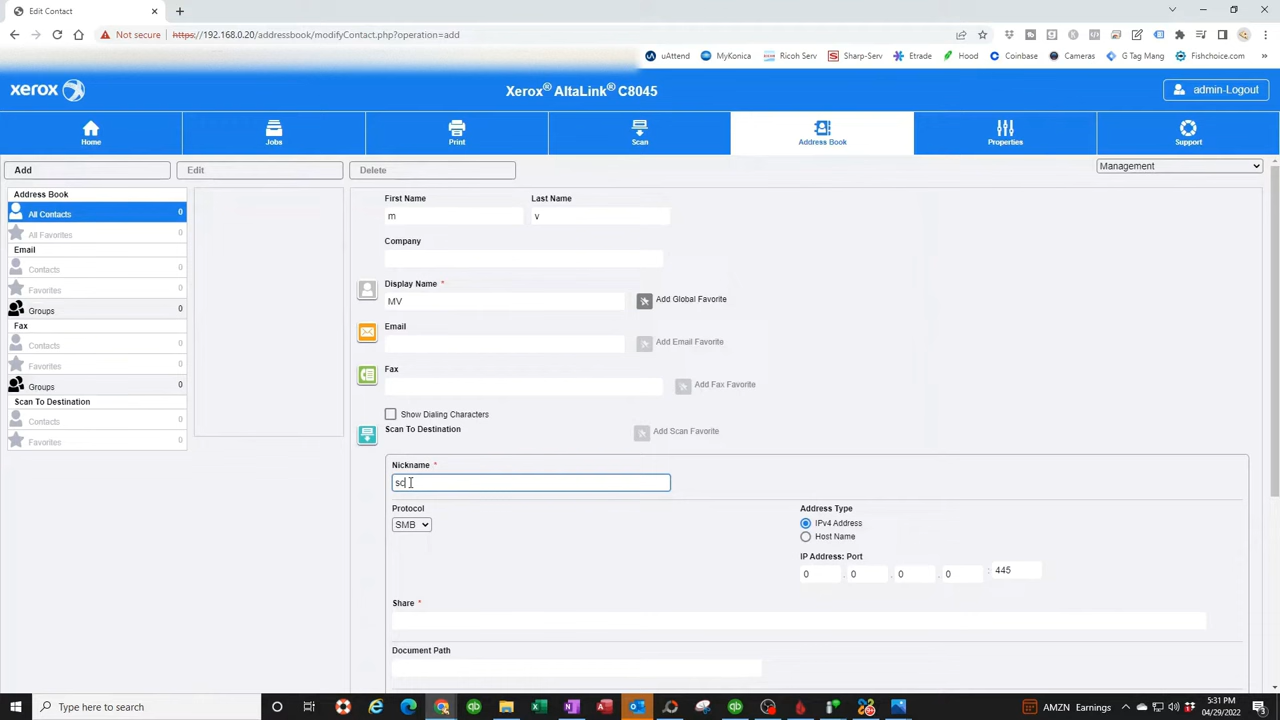 Edit Contact
Not secure https://192.168.0.20/addressbook/modifyContact.php?operation=add
uAttend MyKonica Ricoh Serv Sharp-Serv Etrade Hood Coinbase Cameras G Tag Mang Fishchoice.com »
xerox Xerox® AltaLink® C8045 admin-Logout
Home Jobs Print Scan Address Book Properties Support
Add Edit Delete Management
Address Book
All Contacts 0
All Favorites 0
Email
Contacts 0
Favorites 0
Groups 0
Fax
Contacts 0
Favorites 0
Groups 0
Scan To Destination
Contacts 0
Favorites 0
First Name Last Name
m v
Company
Display Name *
MV Add Global Favorite
Email
Add Email Favorite
Fax
Add Fax Favorite
Show Dialing Characters
Scan To Destination Add Scan Favorite
Nickname *
sc
Protocol Address Type
SMB IPv4 Address
Host Name
IP Address: Port
0 . 0 . 0 . 0 : 445
Share *
Document Path
Type here to search AMZN Earnings 5:31 PM
04/29/2022